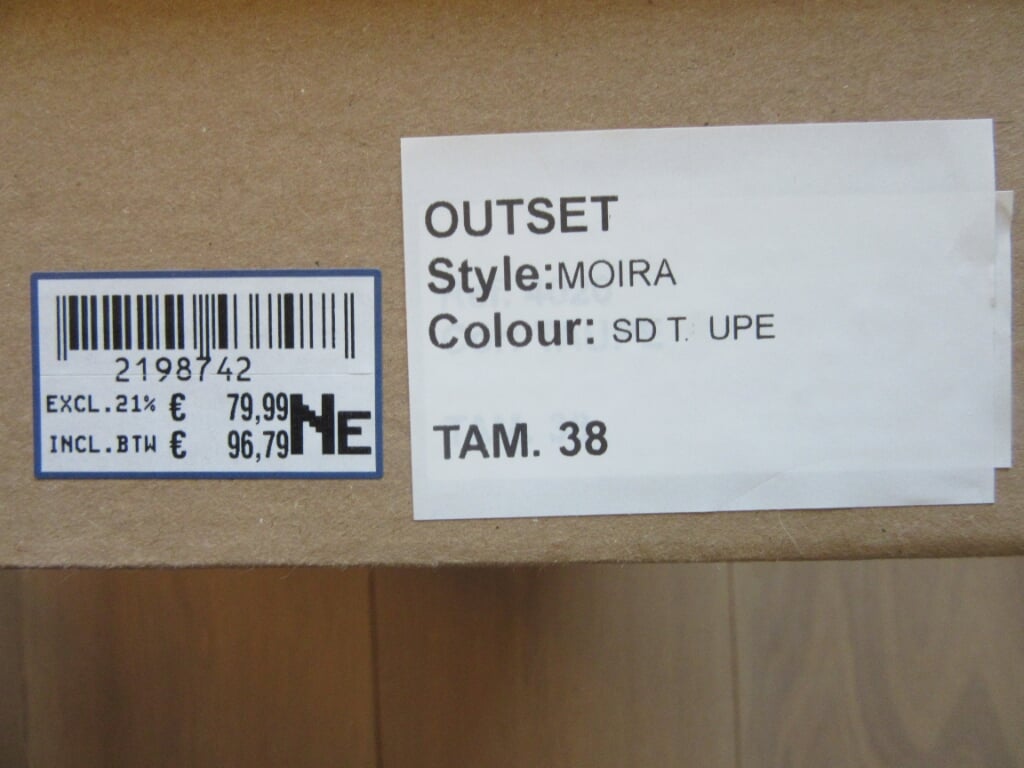 OUTSET
Style:MOIRA
Colour: SD T. UPE
TAM. 38
2198742
EXCL.21% € 79,99
INCL.BTW € 96,79
NE